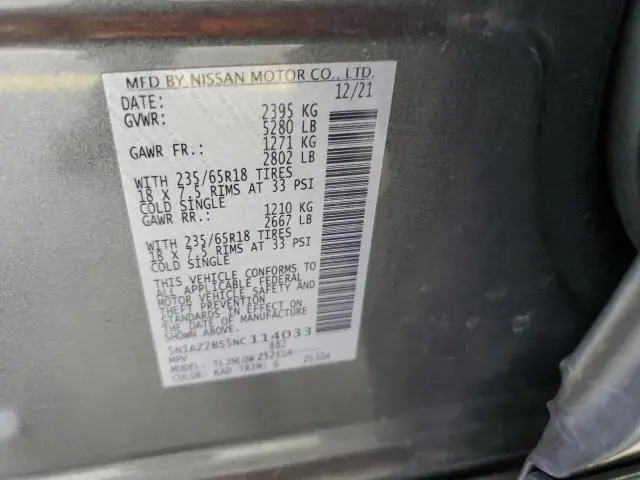 MFD BY NISSAN MOTOR CO., LTD.
DATE: 12/21
GVWR: 2395 KG
5280 LB
GAWR FR.: 1271 KG
2802 LB
WITH 235/65R18 TIRES
18 X 7.5 RIMS AT 33 PSI
COLD SINGLE
GAWR RR.: 1210 KG
2667 LB
WITH 235/65R18 TIRES
18 X 7.5 RIMS AT 33 PSI
COLD SINGLE
THIS VEHICLE CONFORMS TO
ALL APPLICABLE FEDERAL
MOTOR VEHICLE SAFETY AND
THEFT PREVENTION
STANDARDS IN EFFECT ON
THE DATE OF MANUFACTURE
SHOWN ABOVE.
5N1AZ2BS5NC114033
MPV 882
MODEL:
COLOR: KAD TRIM: G